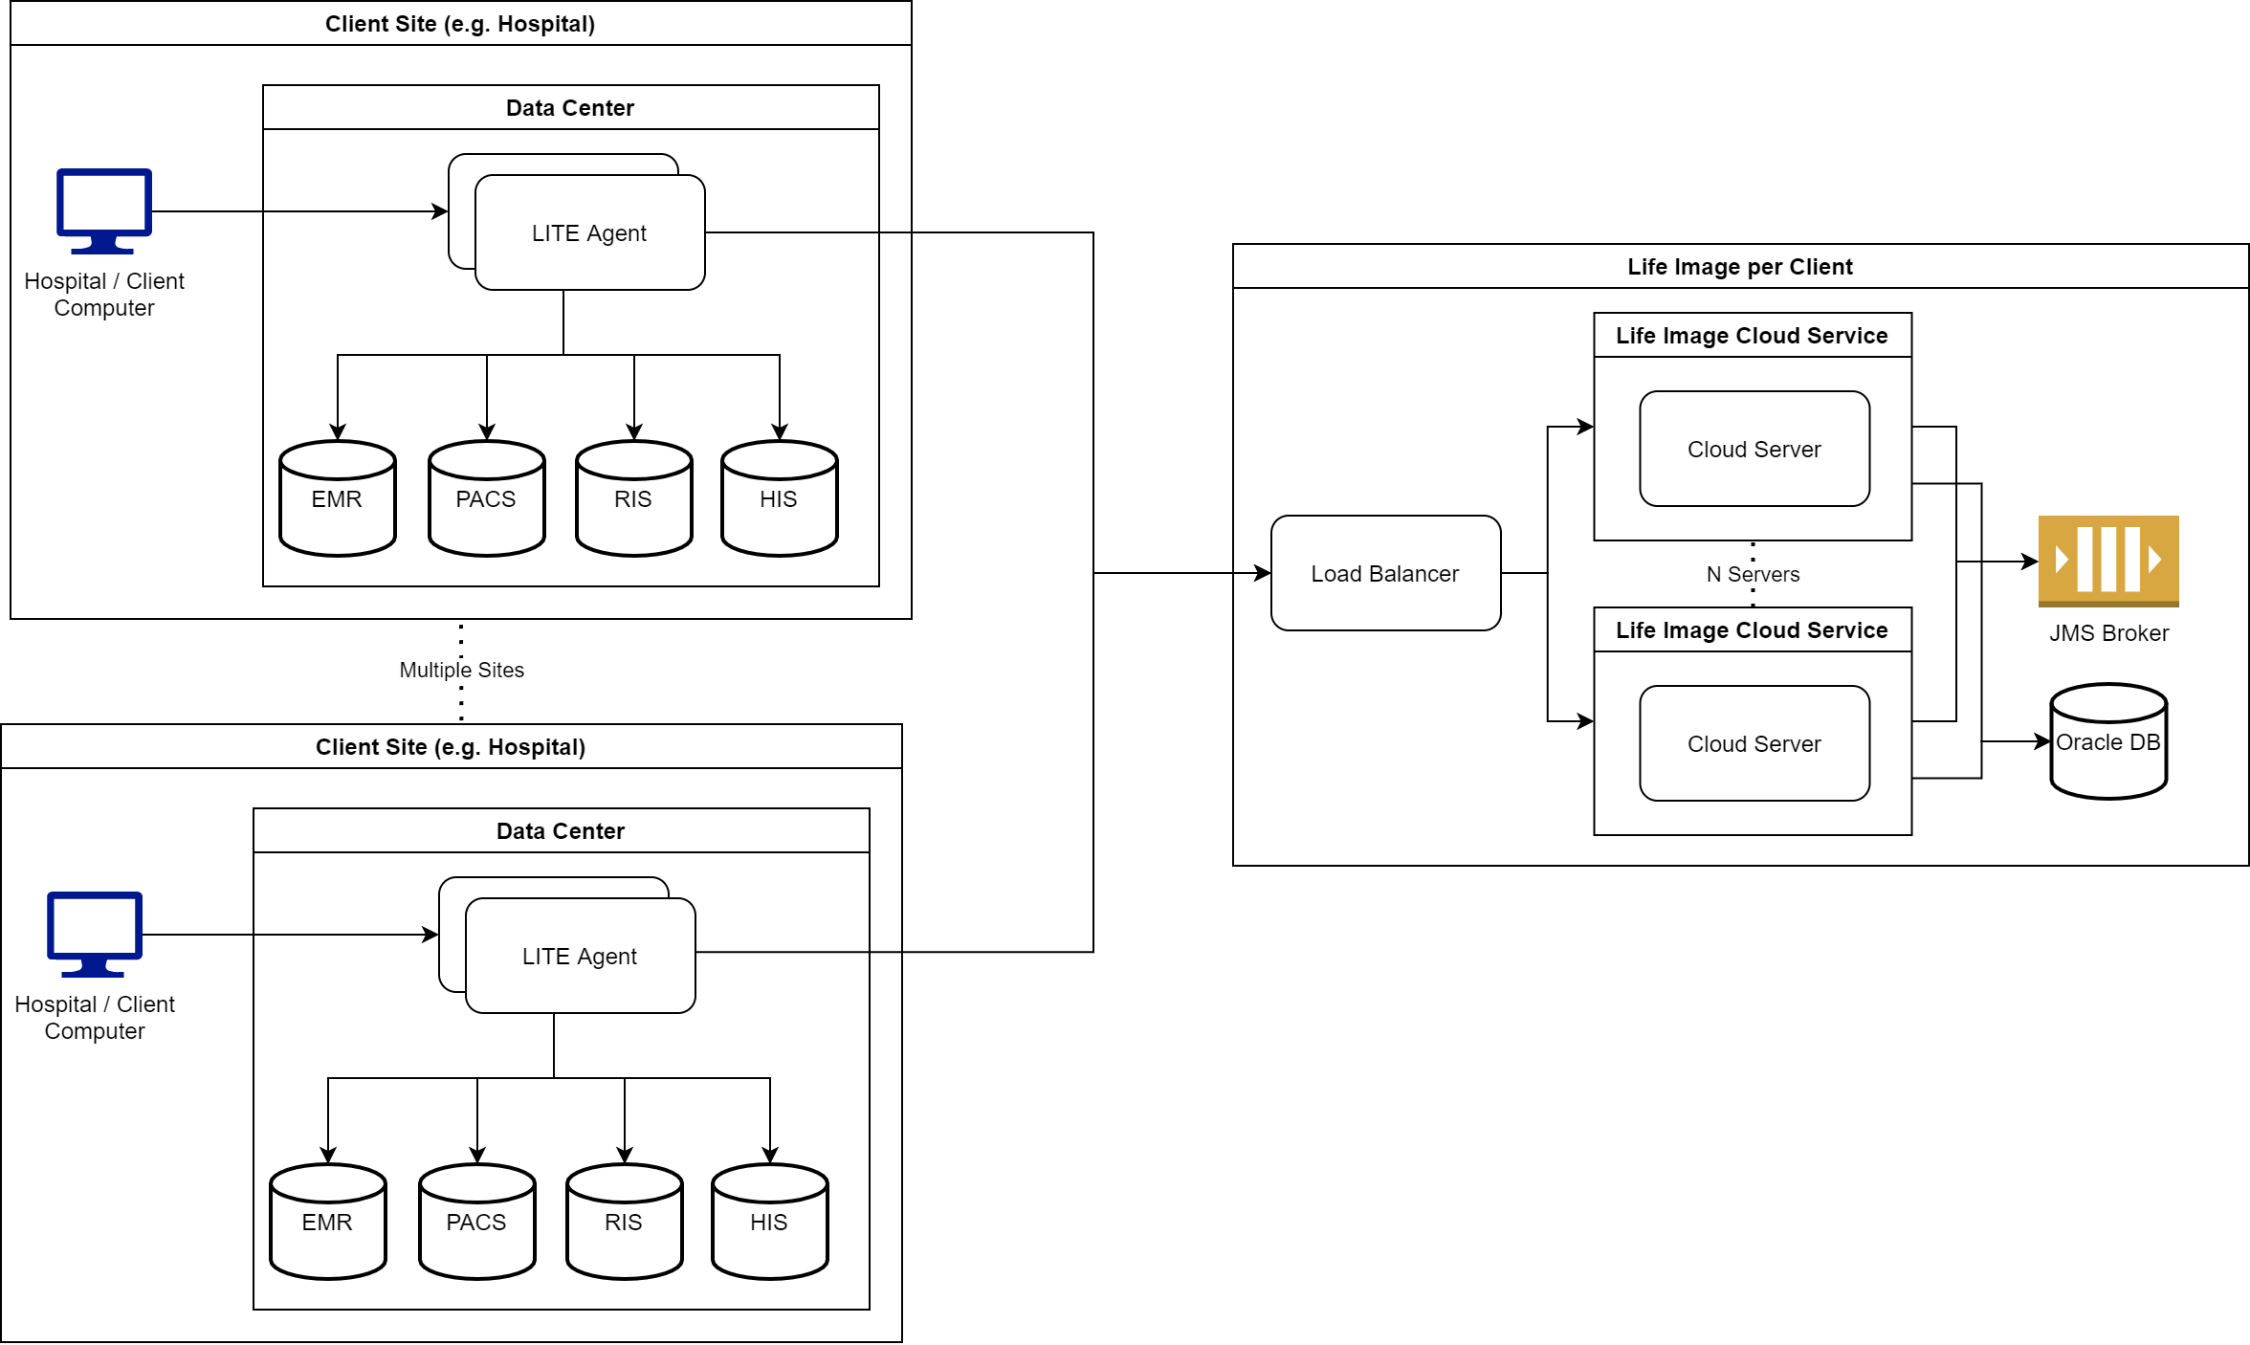 Client Site (e.g. Hospital)
Data Center
LITE Agent
Hospital / Client
Computer
EMR
PACS
RIS
HIS
Multiple Sites
Client Site (e.g. Hospital)
Data Center
LITE Agent
Hospital / Client
Computer
EMR
PACS
RIS
HIS
Life Image per Client
Load Balancer
Life Image Cloud Service
Cloud Server
N Servers
Life Image Cloud Service
Cloud Server
JMS Broker
Oracle DB